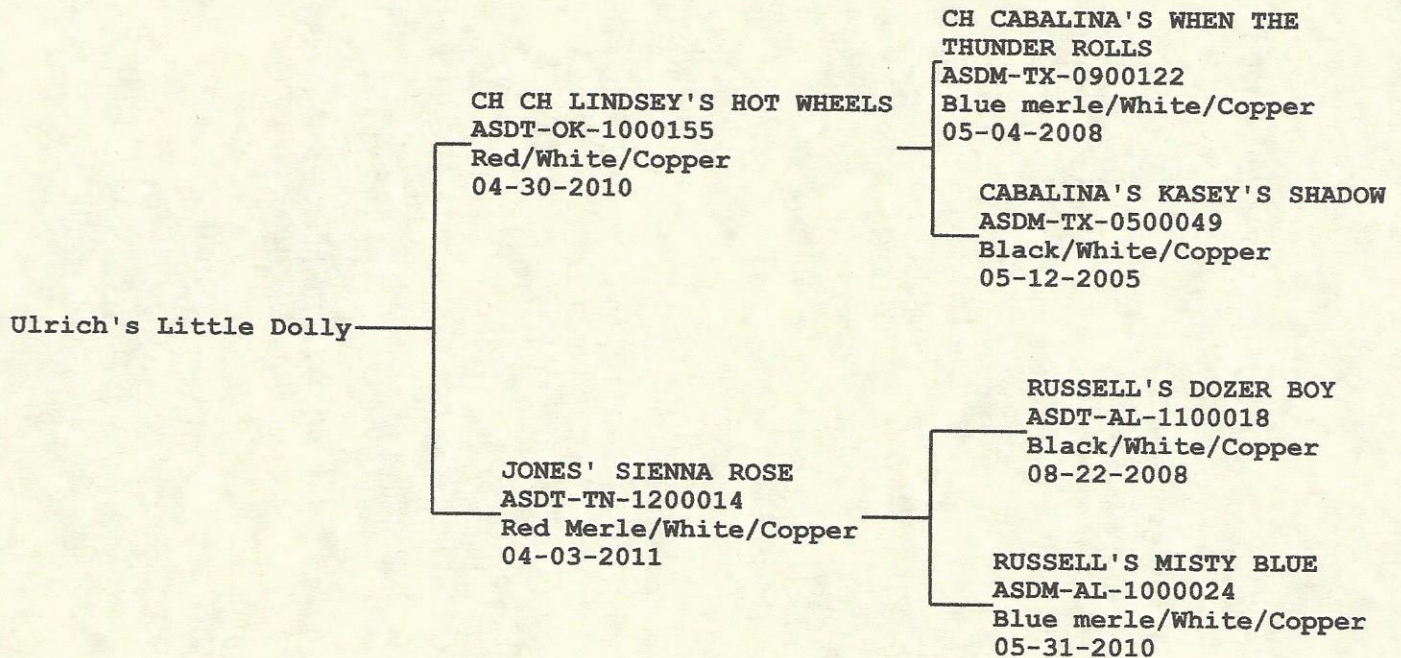 CH CABALINA'S WHEN THE
THUNDER ROLLS
ASDM-TX-0900122
Blue merle/White/Copper
05-04-2008
CH CH LINDSEY'S HOT WHEELS
ASDT-OK-1000155
Red/White/Copper
04-30-2010
CABALINA'S KASEY'S SHADOW
ASDM-TX-0500049
Black/White/Copper
05-12-2005
Ulrich's Little Dolly
RUSSELL'S DOZER BOY
ASDT-AL-1100018
Black/White/Copper
08-22-2008
JONES' SIENNA ROSE
ASDT-TN-1200014
Red Merle/White/Copper
04-03-2011
RUSSELL'S MISTY BLUE
ASDM-AL-1000024
Blue merle/White/Copper
05-31-2010